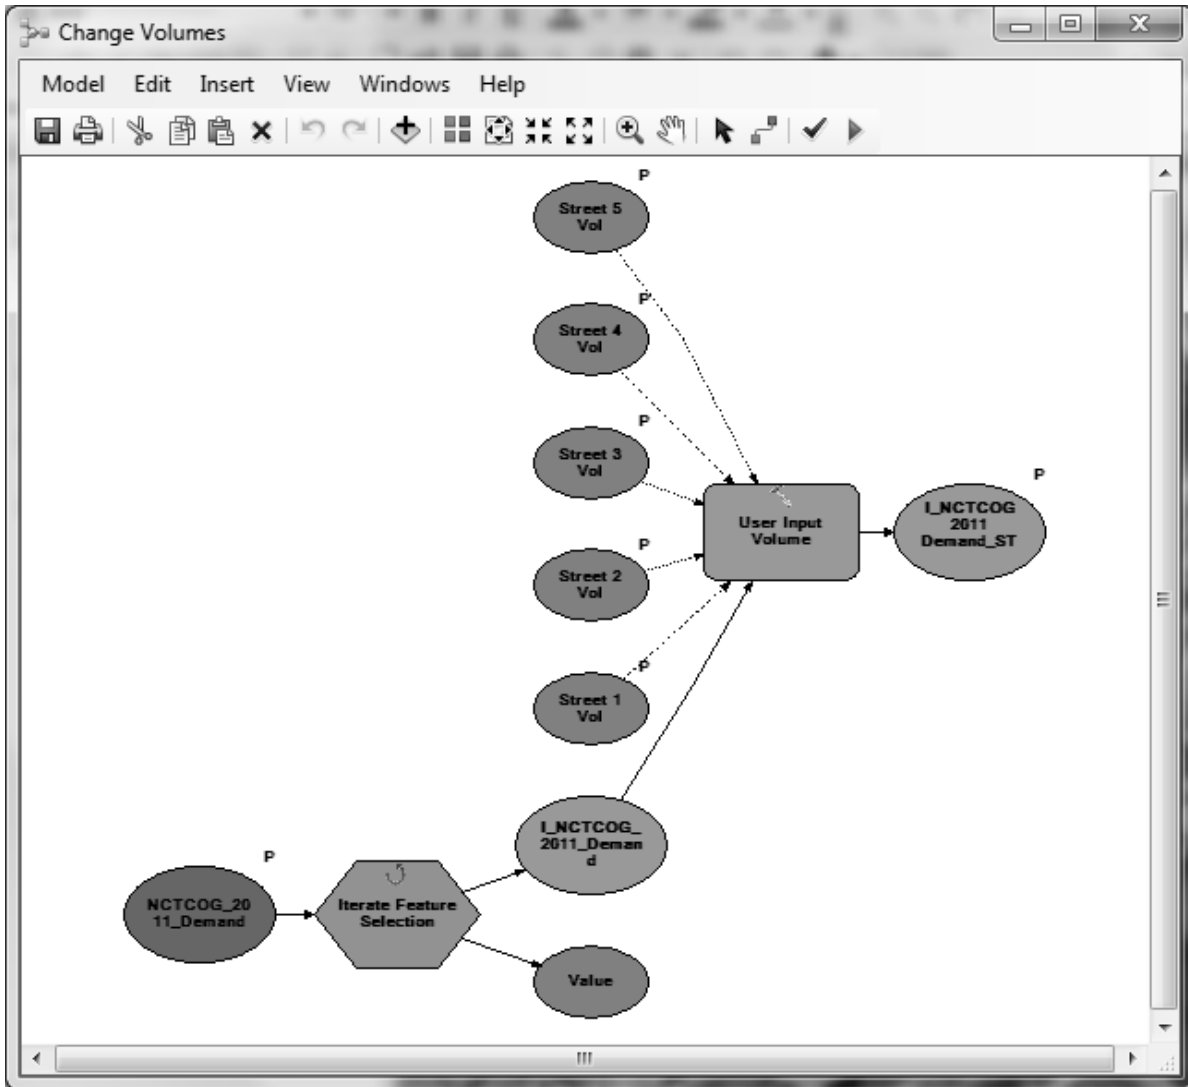 Change Volumes
Model Edit Insert View Windows Help
P
Street 5
Vol
P
Street 4
Vol
P
Street 3
Vol
P
User Input
Volume
I_NCTCOG
2011
Demand_ST
P
Street 2
Vol
P
Street 1
Vol
I_NCTCOG_
2011_Deman
d
P
NCTCOG_20
11_Demand
Iterate Feature
Selection
Value
P